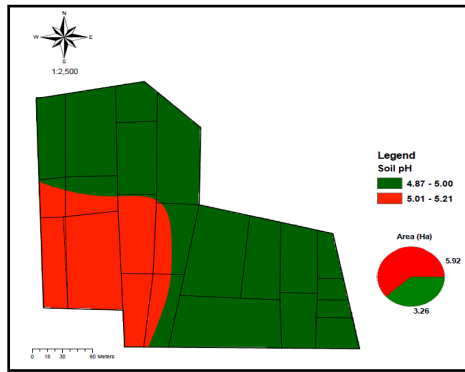 N
W E
S
1:2,500
Legend
Soil pH
4.87 - 5.00
5.01 - 5.21
Area (Ha)
5.92
3.26
0 15 30 60 Meters